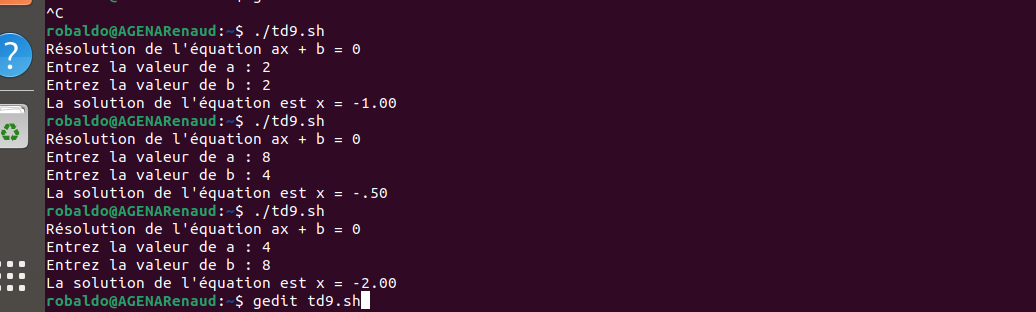 ^C
robaldo@AGENARenaud:~$ ./td9.sh
Résolution de l'équation ax + b = 0
Entrez la valeur de a : 2
Entrez la valeur de b : 2
La solution de l'équation est x = -1.00
robaldo@AGENARenaud:~$ ./td9.sh
Résolution de l'équation ax + b = 0
Entrez la valeur de a : 8
Entrez la valeur de b : 4
La solution de l'équation est x = -.50
robaldo@AGENARenaud:~$ ./td9.sh
Résolution de l'équation ax + b = 0
Entrez la valeur de a : 4
Entrez la valeur de b : 8
La solution de l'équation est x = -2.00
robaldo@AGENARenaud:~$ gedit td9.sh